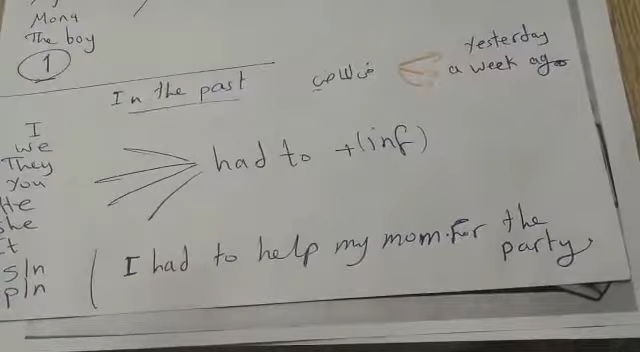 Mona
The boy
1
In the past
في الماضي
yesterday
a week ago
I
we
They
You
He
she
it
s/n
p/n
had to + (inf)
I had to help my mom for the party